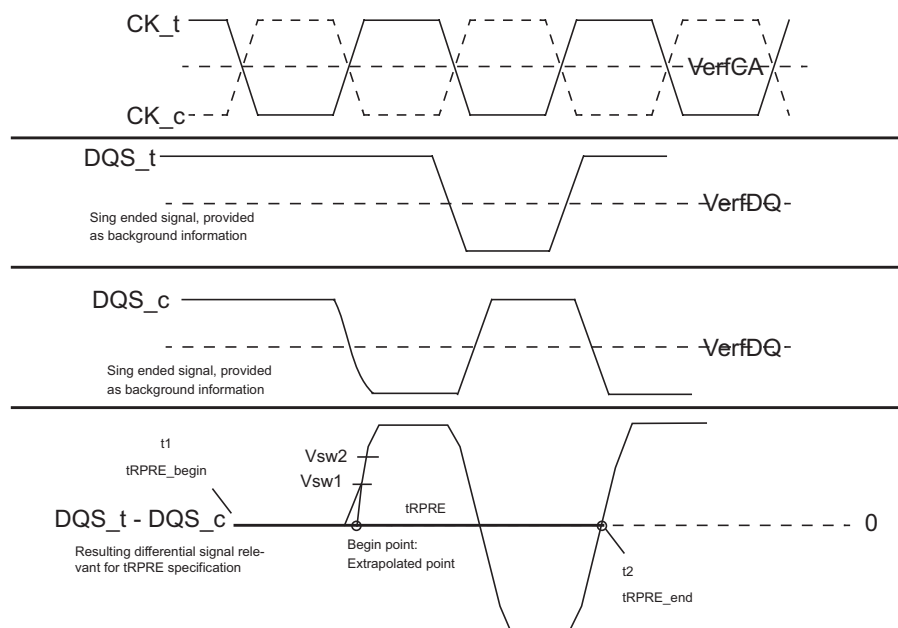 CK_t
VerfCA
CK_c
DQS_t
VerfDQ
Sing ended signal, provided
as background information
DQS_c
VerfDQ
Sing ended signal, provided
as background information
t1
tRPRE_begin
Vsw2
Vsw1
tRPRE
DQS_t - DQS_c
0
Resulting differential signal rele-
vant for tRPRE specification
Begin point:
Extrapolated point
t2
tRPRE_end